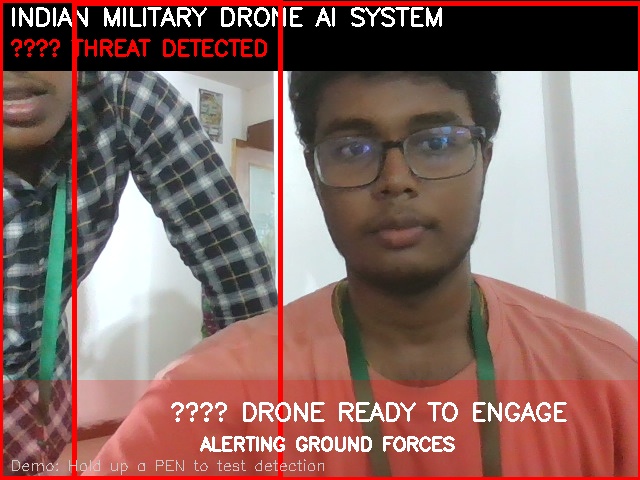 INDIAN MILITARY DRONE AI SYSTEM
???? THREAT DETECTED
???? DRONE READY TO ENGAGE
ALERTING GROUND FORCES
Demo: Hold up a PEN to test detection